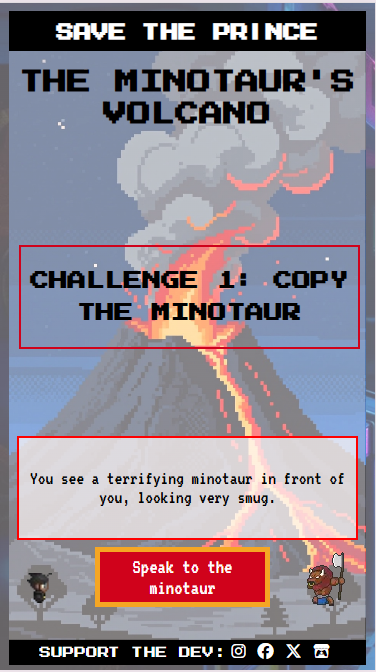 SAVE THE PRINCE
THE MINOTAUR'S
VOLCANO
CHALLENGE 1: COPY
THE MINOTAUR
You see a terrifying minotaur in front of
you, looking very smug.
Speak to the
minotaur
SUPPORT THE DEV: